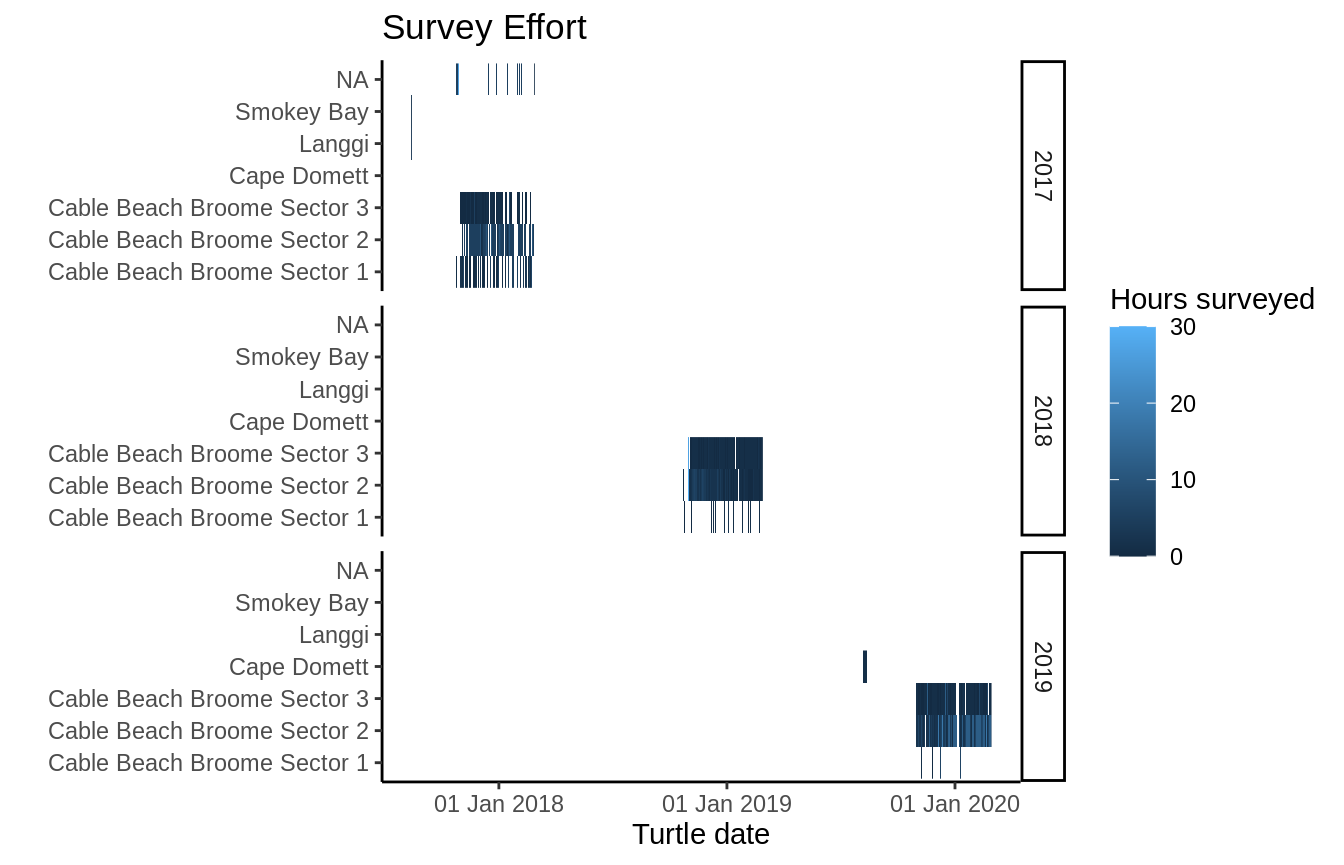 Survey Effort
NA
Smokey Bay
Langgi
Cape Domett
Cable Beach Broome Sector 3
Cable Beach Broome Sector 2
Cable Beach Broome Sector 1
2017
NA
Smokey Bay
Langgi
Cape Domett
Cable Beach Broome Sector 3
Cable Beach Broome Sector 2
Cable Beach Broome Sector 1
2018
NA
Smokey Bay
Langgi
Cape Domett
Cable Beach Broome Sector 3
Cable Beach Broome Sector 2
Cable Beach Broome Sector 1
2019
01 Jan 2018 01 Jan 2019 01 Jan 2020
Turtle date
Hours surveyed
30
20
10
0